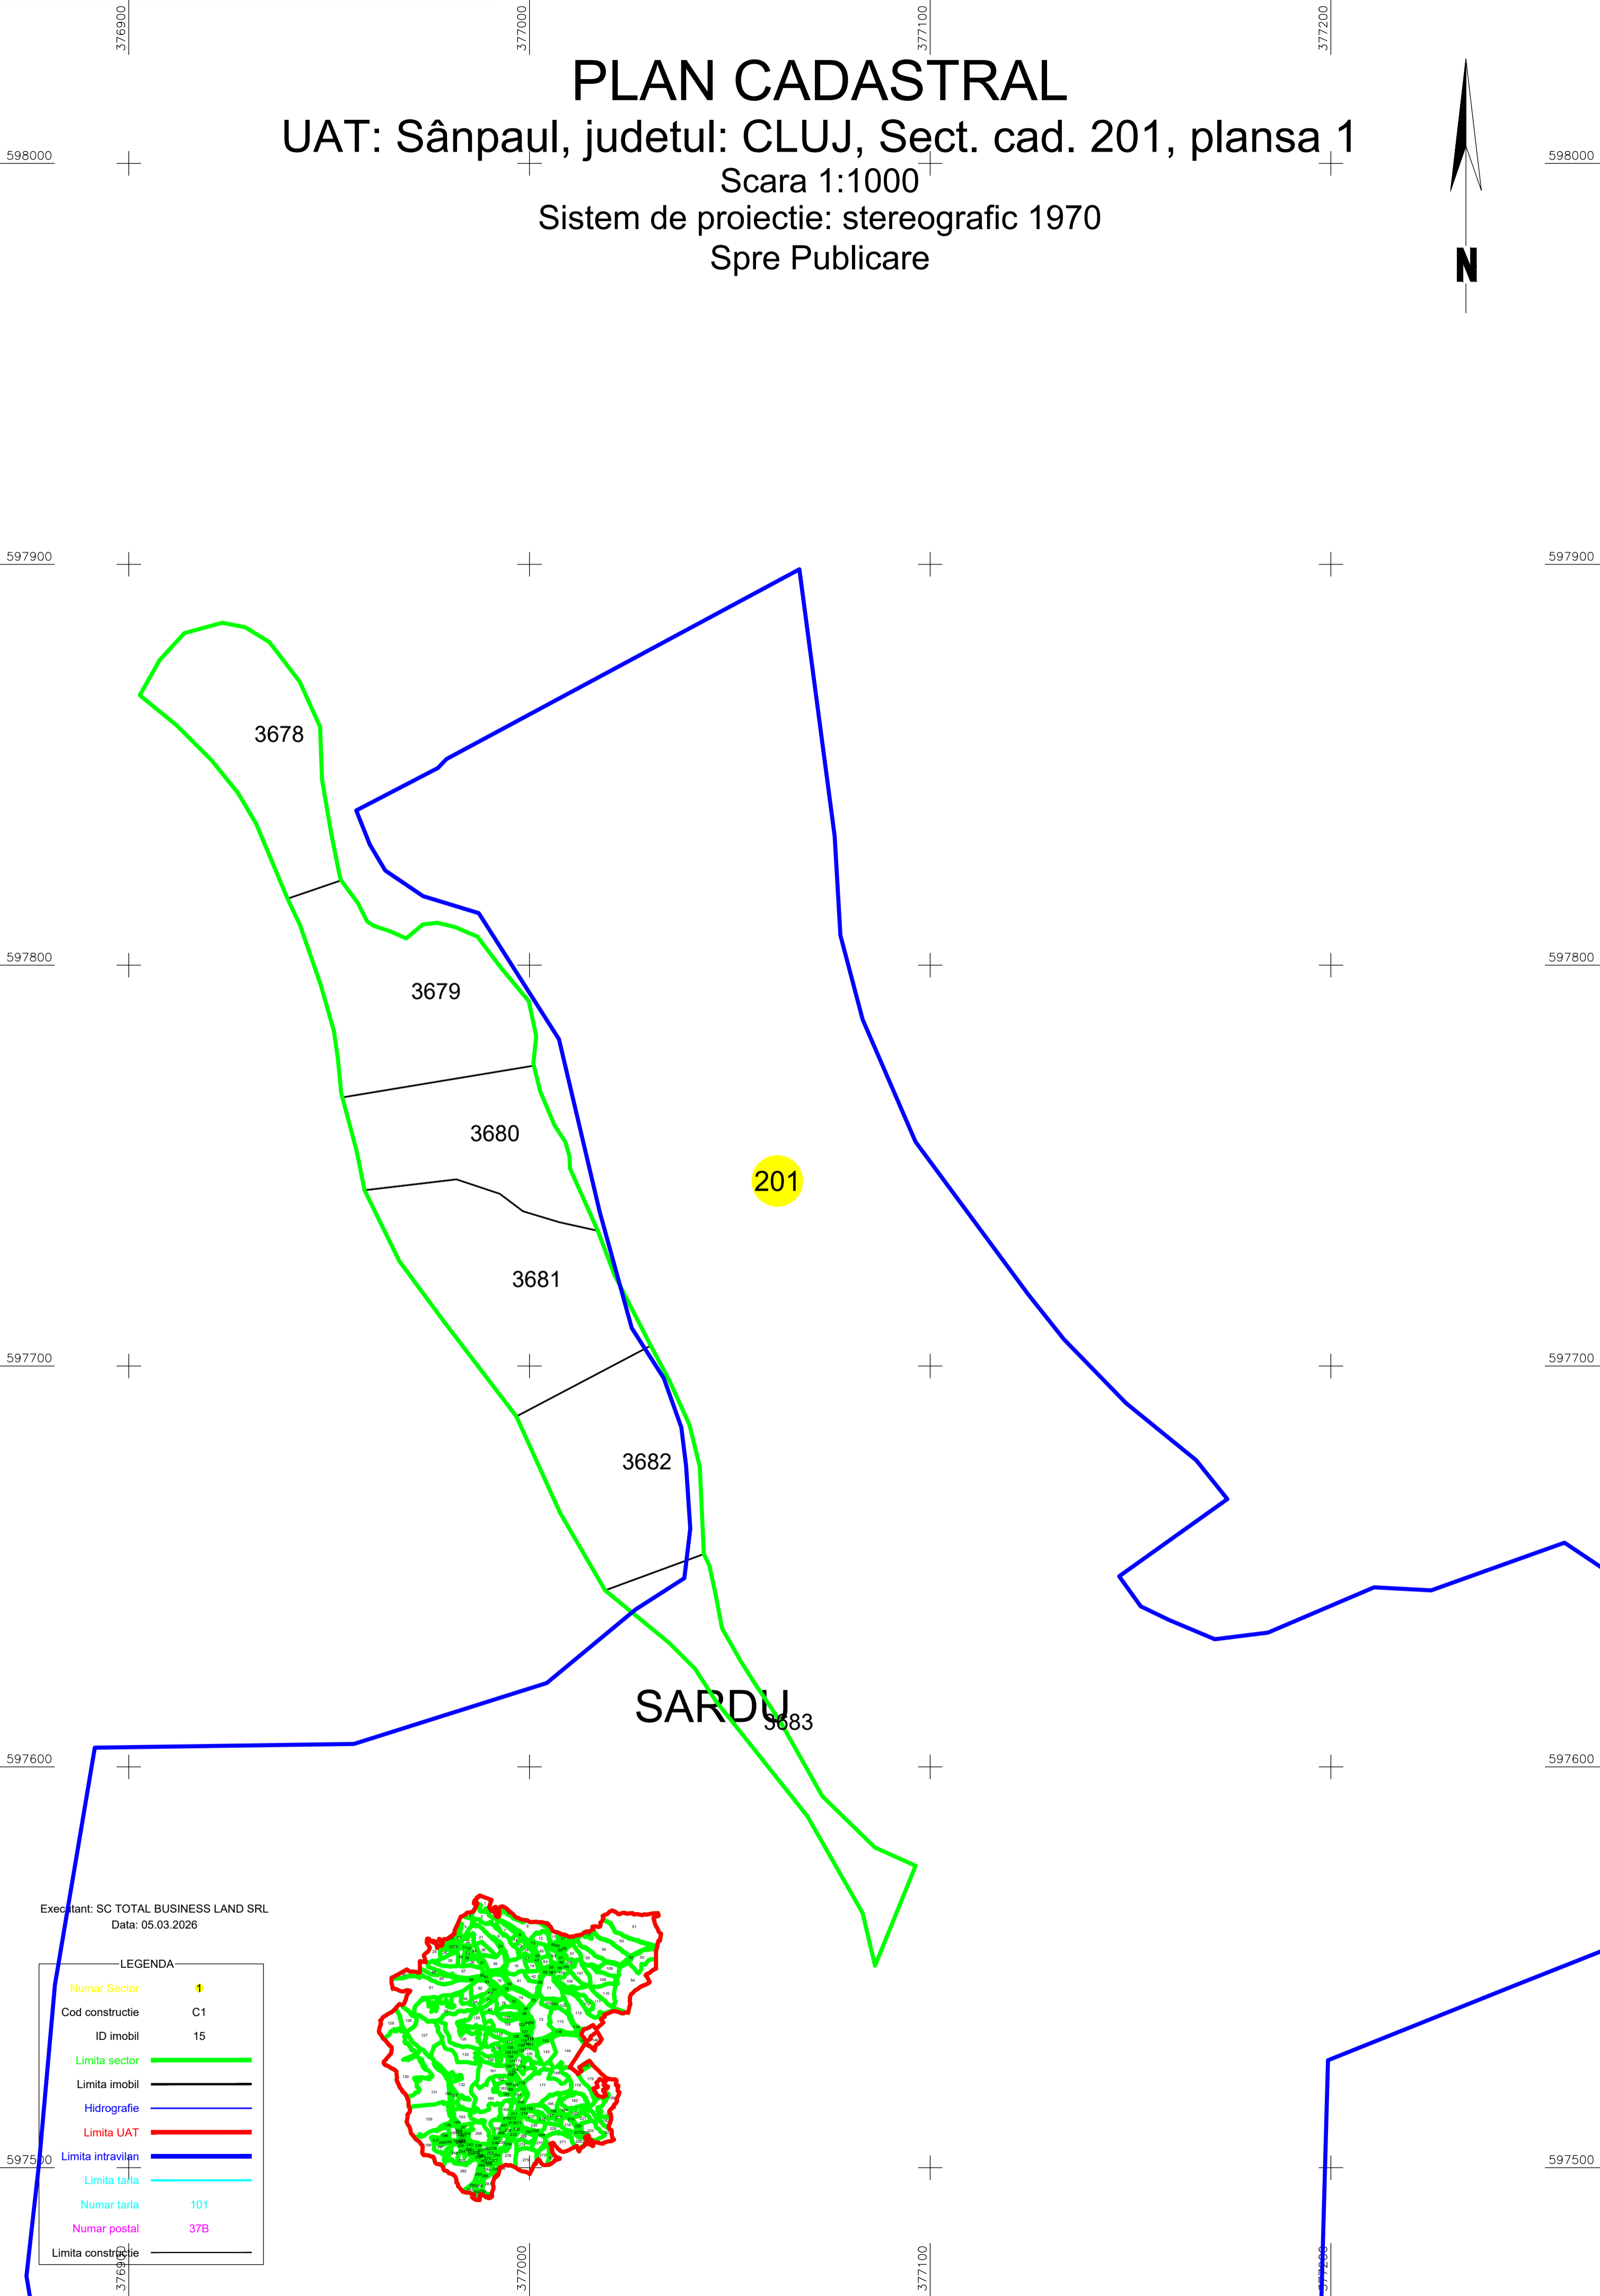 376900
377000
377100
377200
PLAN CADASTRAL
UAT: Sânpaul, judetul: CLUJ, Sect. cad. 201, plansa 1
598000
598000
Scara 1:1000
Sistem de proiectie: stereografic 1970
Spre Publicare
N
597900
597900
3678
597800
597800
3679
3680
201
3681
597700
597700
3682
SARDU
3683
597600
597600
Executant: SC TOTAL BUSINESS LAND SRL
Data: 05.03.2026
LEGENDA
Numar Sector 1
Cod constructie C1
ID imobil 15
Limita sector
Limita imobil
Hidrografie
Limita UAT
Limita intravilan
597500
597500
Limita tarla
Numar tarla 101
Numar postal 37B
Limita constructie
376900
377000
377100
377200